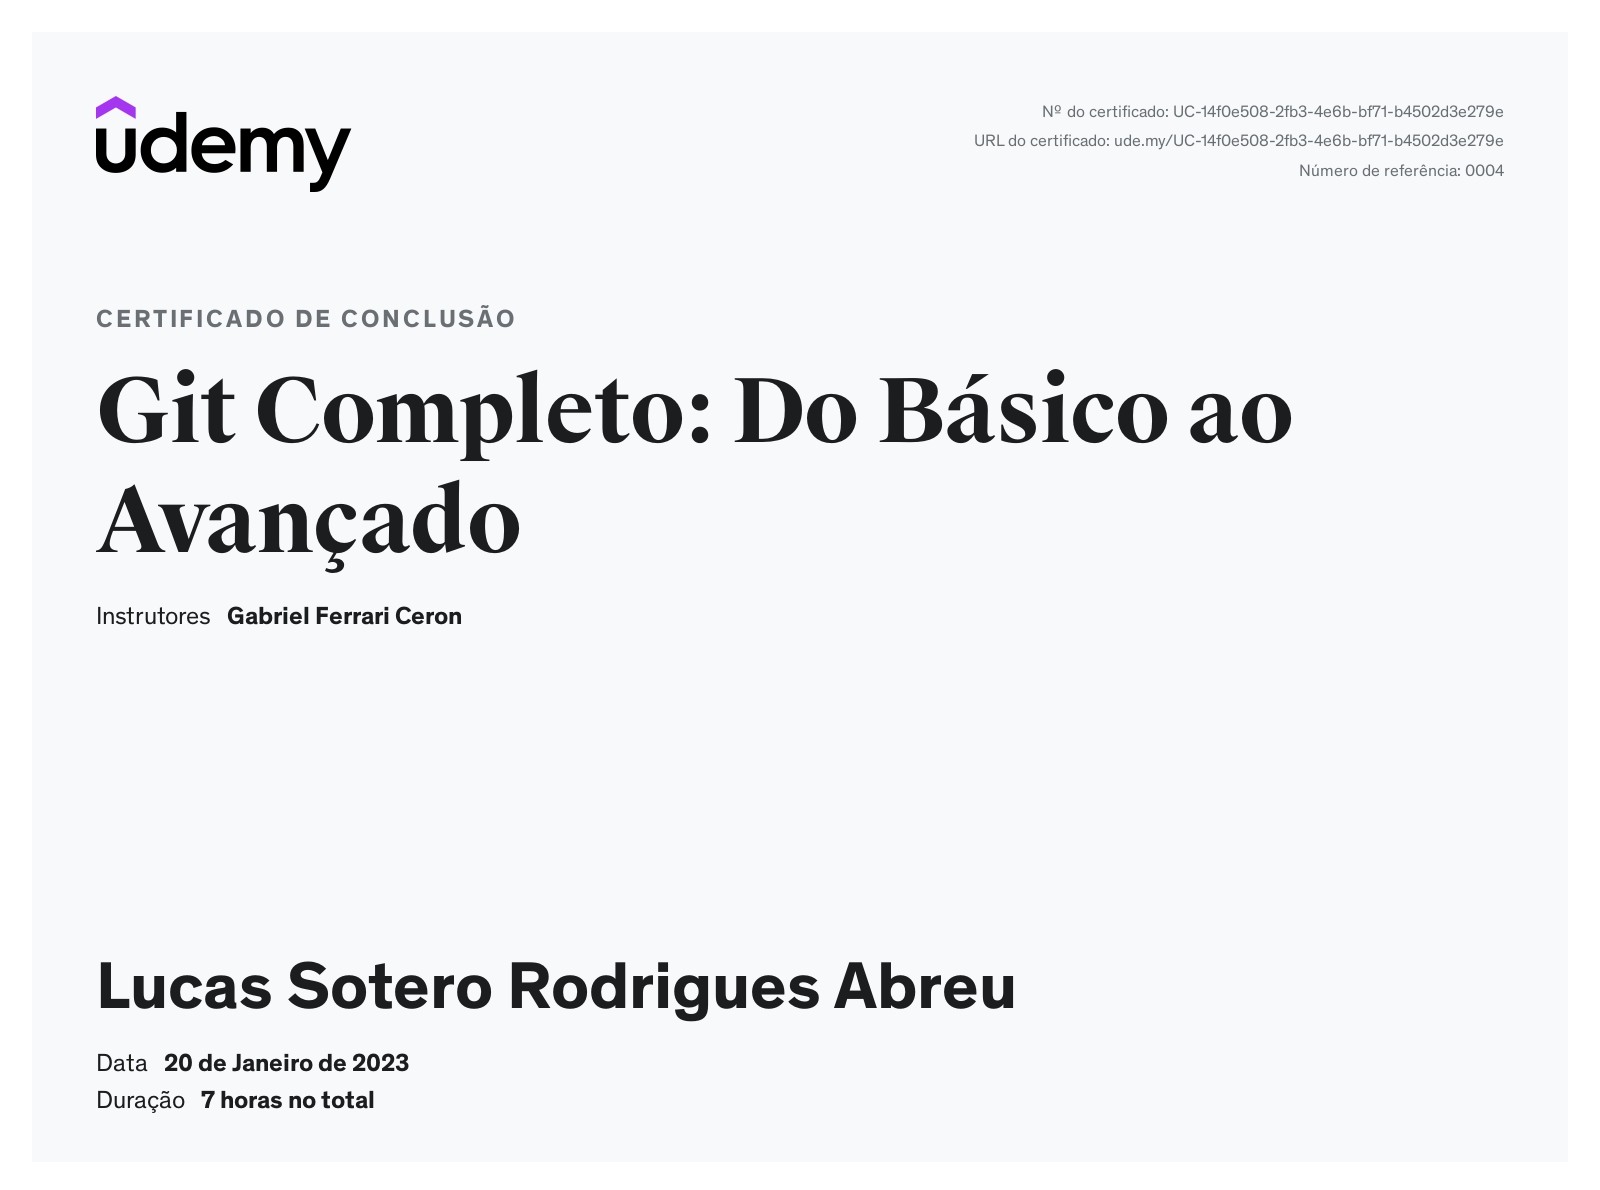 udemy
Nº do certificado: UC-14f0e508-2fb3-4e6b-bf71-b4502d3e279e
URL do certificado: ude.my/UC-14f0e508-2fb3-4e6b-bf71-b4502d3e279e
Número de referência: 0004
CERTIFICADO DE CONCLUSÃO
Git Completo: Do Básico ao
Avançado
Instrutores Gabriel Ferrari Ceron
Lucas Sotero Rodrigues Abreu
Data 20 de Janeiro de 2023
Duração 7 horas no total